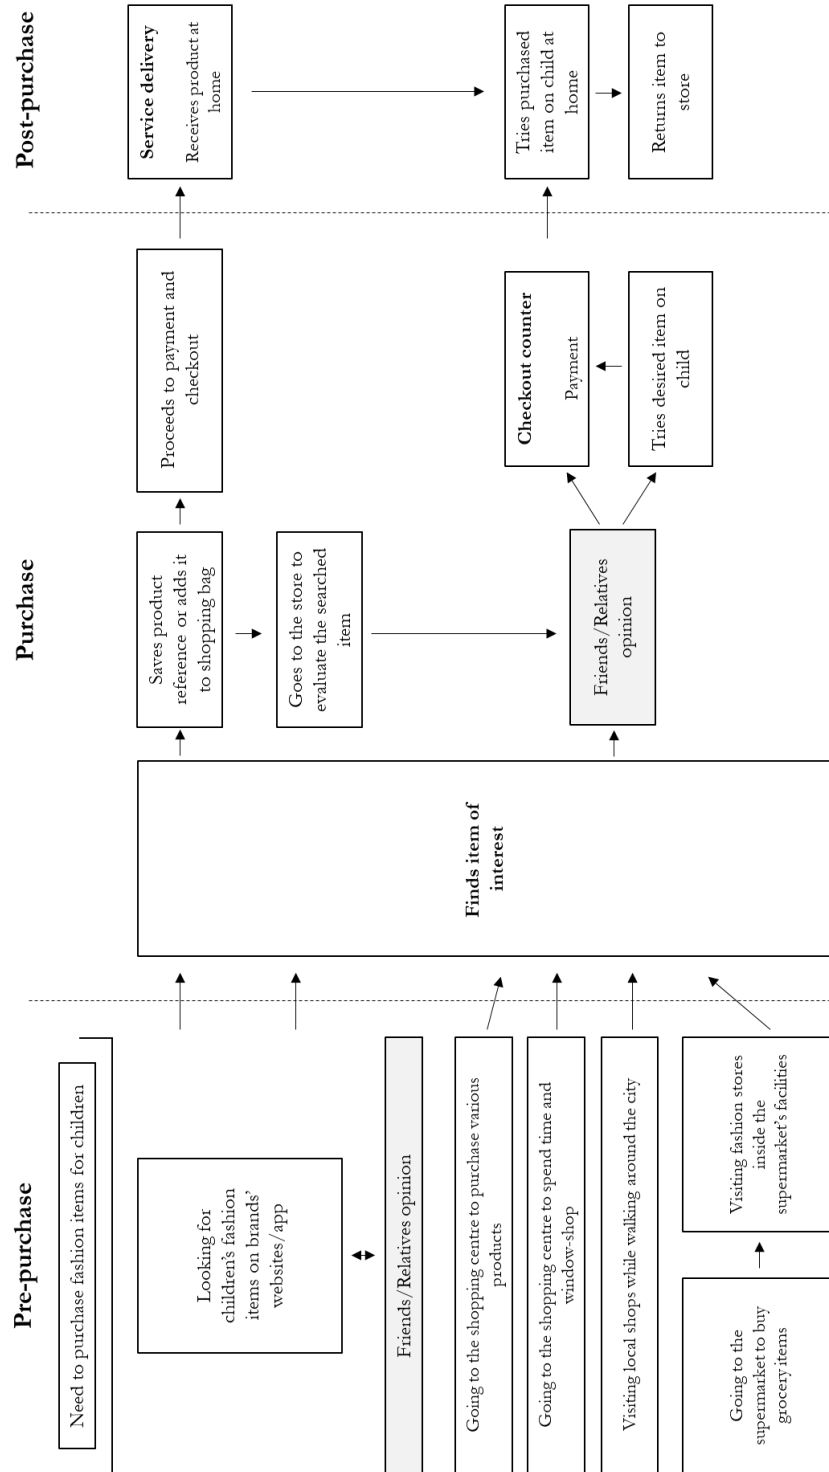 Pre-purchase
Purchase
Post-purchase
Need to purchase fashion items for children
Looking for
children's fashion
items on brands'
websites/app
Friends/Relatives opinion
Going to the shopping centre to purchase various
products
Going to the shopping centre to spend time and
window-shop
Visiting local shops while walking around the city
Going to the
supermarket to buy
grocery items
Visiting fashion stores
inside the
supermarket's facilities
Finds item of
interest
Saves product
reference or adds it
to shopping bag
Goes to the store to
evaluate the searched
item
Friends/Relatives
opinion
Proceeds to payment and
checkout
Checkout counter
Payment
Tries desired item on
child
Service delivery
Receives product at
home
Tries purchased
item on child at
home
Returns item to
store